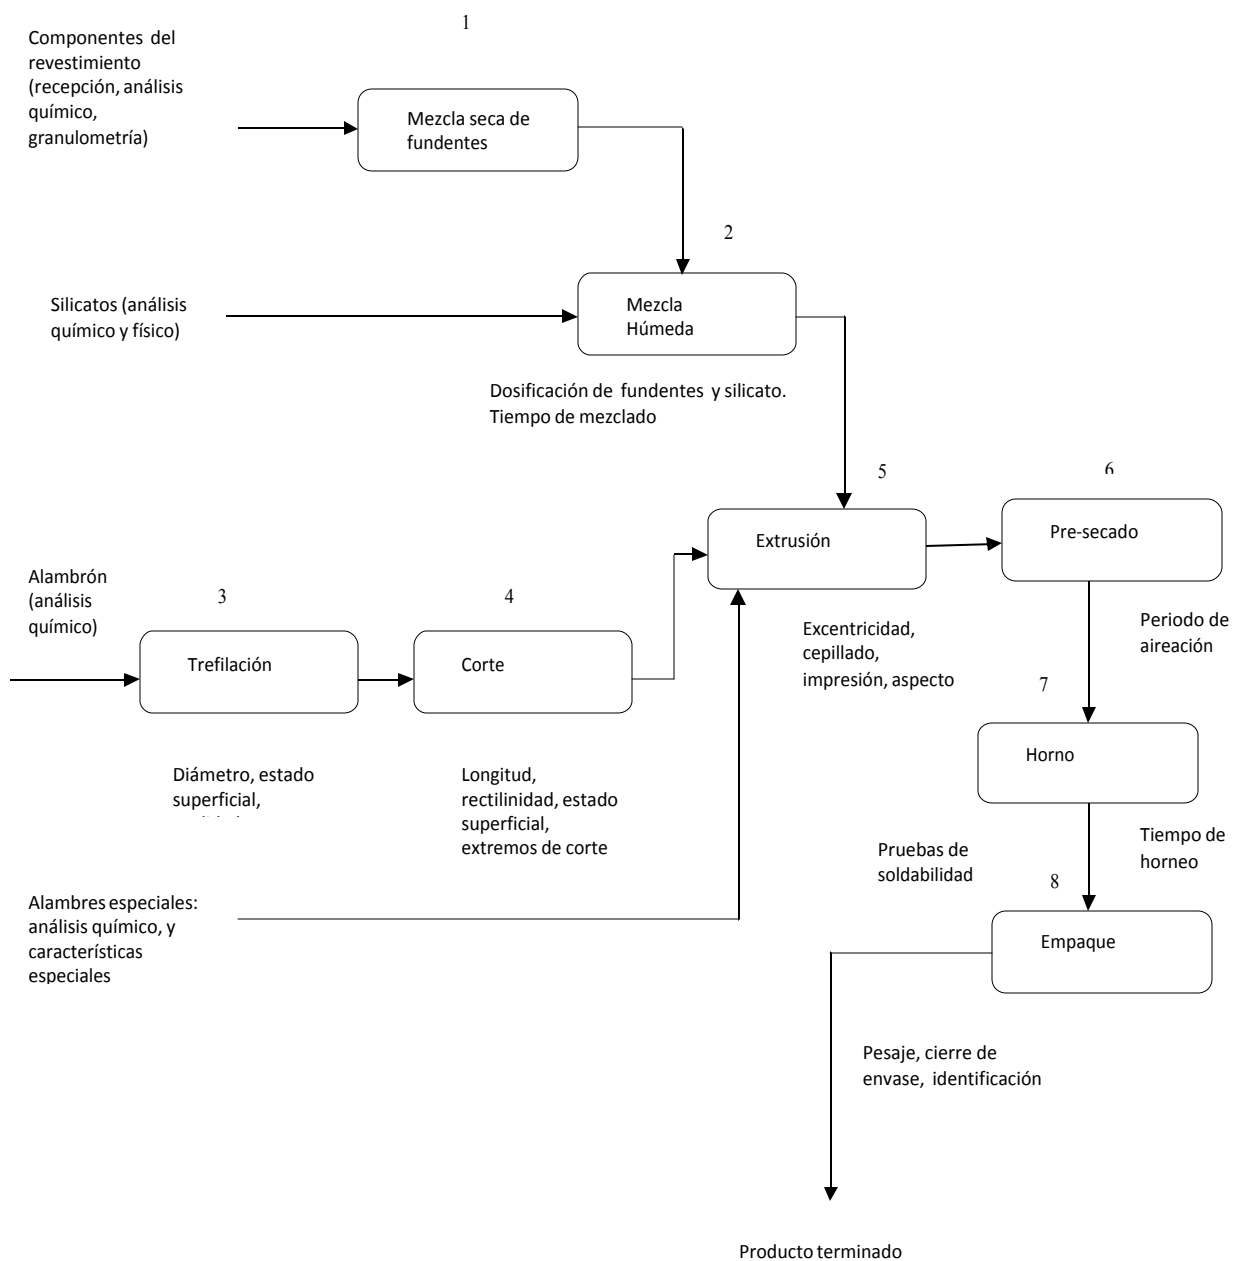 1
Componentes del
revestimiento
(recepción, análisis
químico,
granulometría)
Mezcla seca de
fundentes
2
Silicatos (análisis
químico y físico)
Mezcla
Húmeda
Dosificación de fundentes y silicato.
Tiempo de mezclado
5
6
Extrusión
Pre-secado
Alambrón
(análisis
químico)
3
4
Trefilación
Corte
Excentricidad,
cepillado,
impresión, aspecto
Periodo de
aireación
7
Horno
Diámetro, estado
superficial,
Longitud,
rectilinidad, estado
superficial,
extremos de corte
Pruebas de
soldabilidad
Tiempo de
horneo
8
Alambres especiales:
análisis químico, y
características
especiales
Empaque
Pesaje, cierre de
envase, identificación
Producto terminado